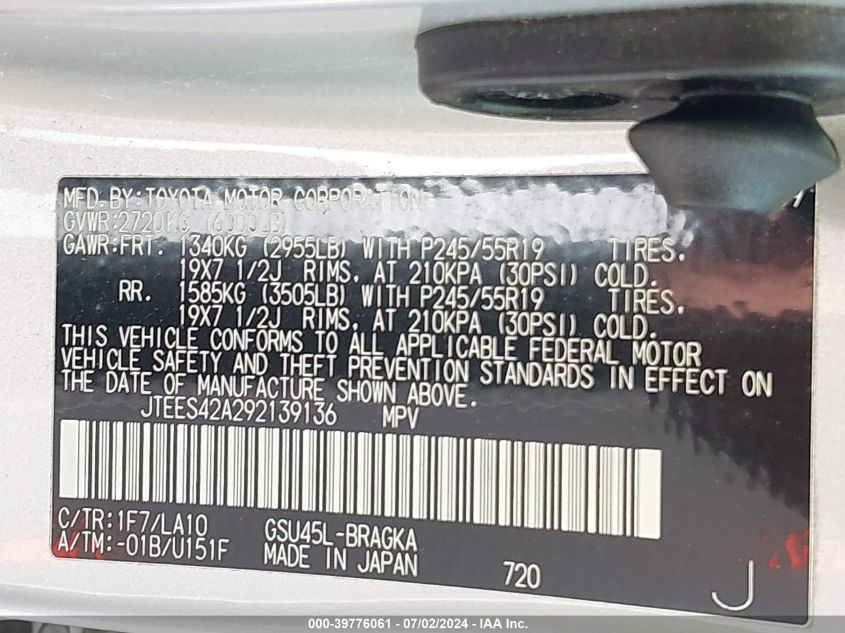 MFD.BY:TOYOTA MOTOR CORPORATION
GVWR:2720KG (6000LB)
GAWR:FRT. 1340KG (2955LB) WITH P245/55R19 TIRES.
19X7 1/2J RIMS. AT 210KPA (30PSI) COLD.
RR. 1585KG (3505LB) WITH P245/55R19 TIRES.
19X7 1/2J RIMS. AT 210KPA (30PSI) COLD.
THIS VEHICLE CONFORMS TO ALL APPLICABLE FEDERAL MOTOR
VEHICLE SAFETY AND THEFT PREVENTION STANDARDS IN EFFECT ON
THE DATE OF MANUFACTURE SHOWN ABOVE.
JTEES42A292139136 MPV
C/TR:1F7/LA10 GSU45L-BRAGKA
A/TM:-01B/U151F MADE IN JAPAN 720
J
000-39776061 - 07/02/2024 - IAA Inc.